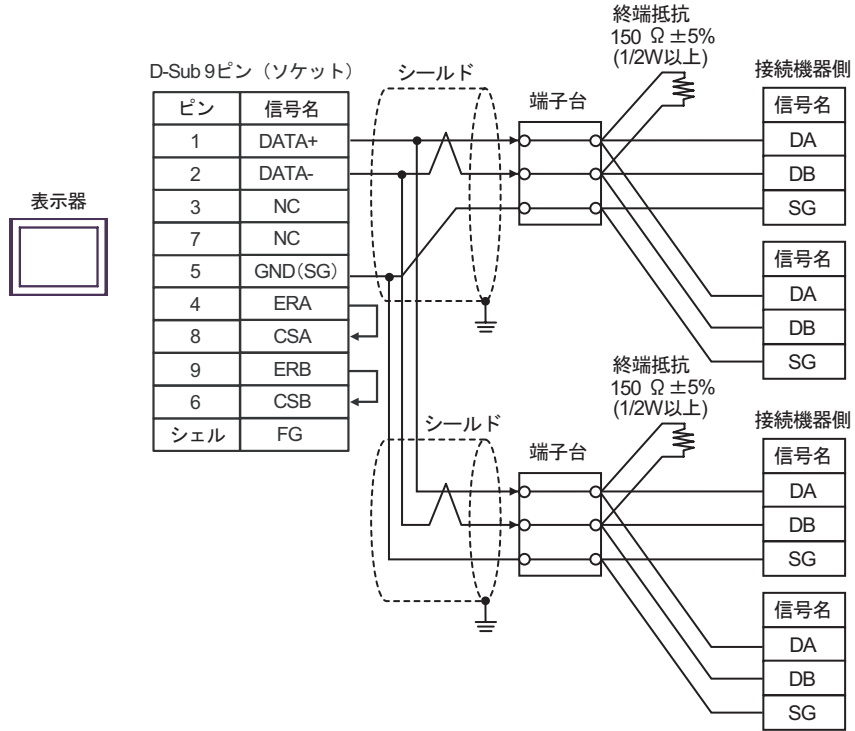 表示器
D-Sub 9ピン（ソケット）
ピン 信号名
1 DATA+
2 DATA-
3 NC
7 NC
5 GND(SG)
4 ERA
8 CSA
9 ERB
6 CSB
シェル FG
シールド
端子台
終端抵抗
150 Ω ±5%
(1/2W以上)
接続機器側
信号名
DA
DB
SG
信号名
DA
DB
SG
シールド
端子台
終端抵抗
150 Ω ±5%
(1/2W以上)
接続機器側
信号名
DA
DB
SG
信号名
DA
DB
SG